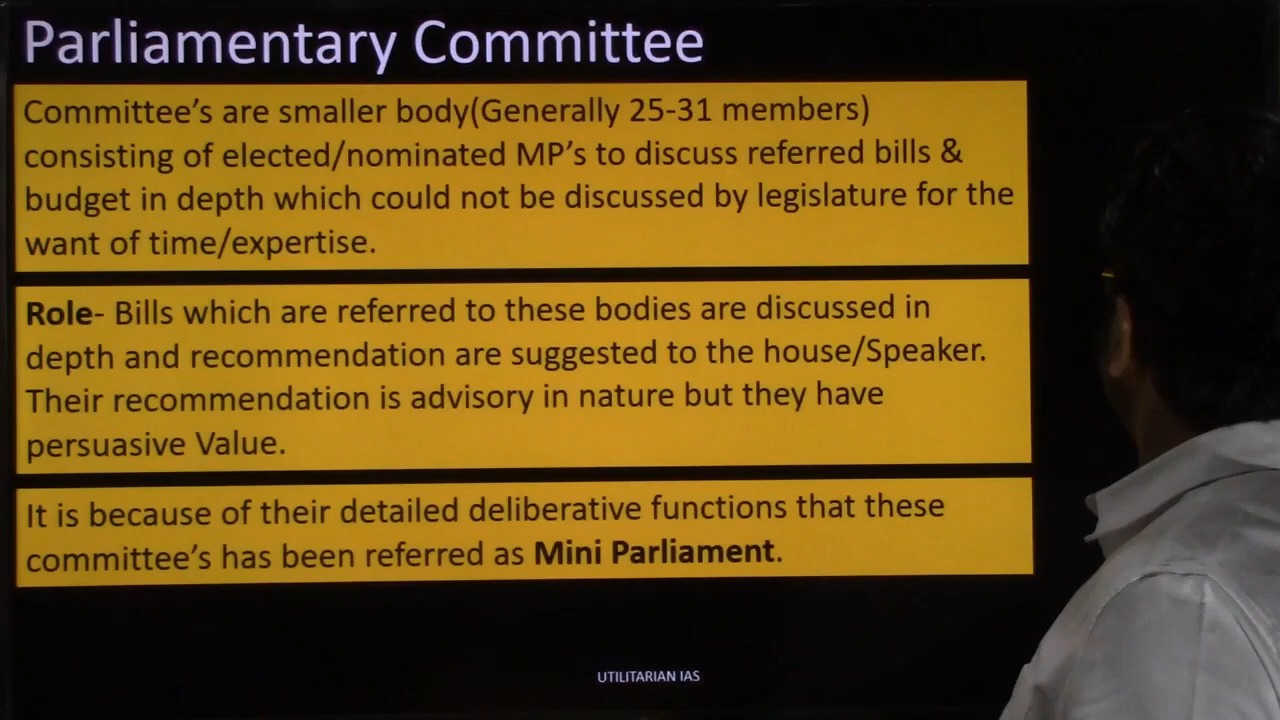 Parliamentary Committee
Committee's are smaller body(Generally 25-31 members)
consisting of elected/nominated MP's to discuss referred bills &
budget in depth which could not be discussed by legislature for the
want of time/expertise.
Role- Bills which are referred to these bodies are discussed in
depth and recommendation are suggested to the house/Speaker.
Their recommendation is advisory in nature but they have
persuasive Value.
It is because of their detailed deliberative functions that these
committee's has been referred as Mini Parliament.
UTILITARIAN IAS